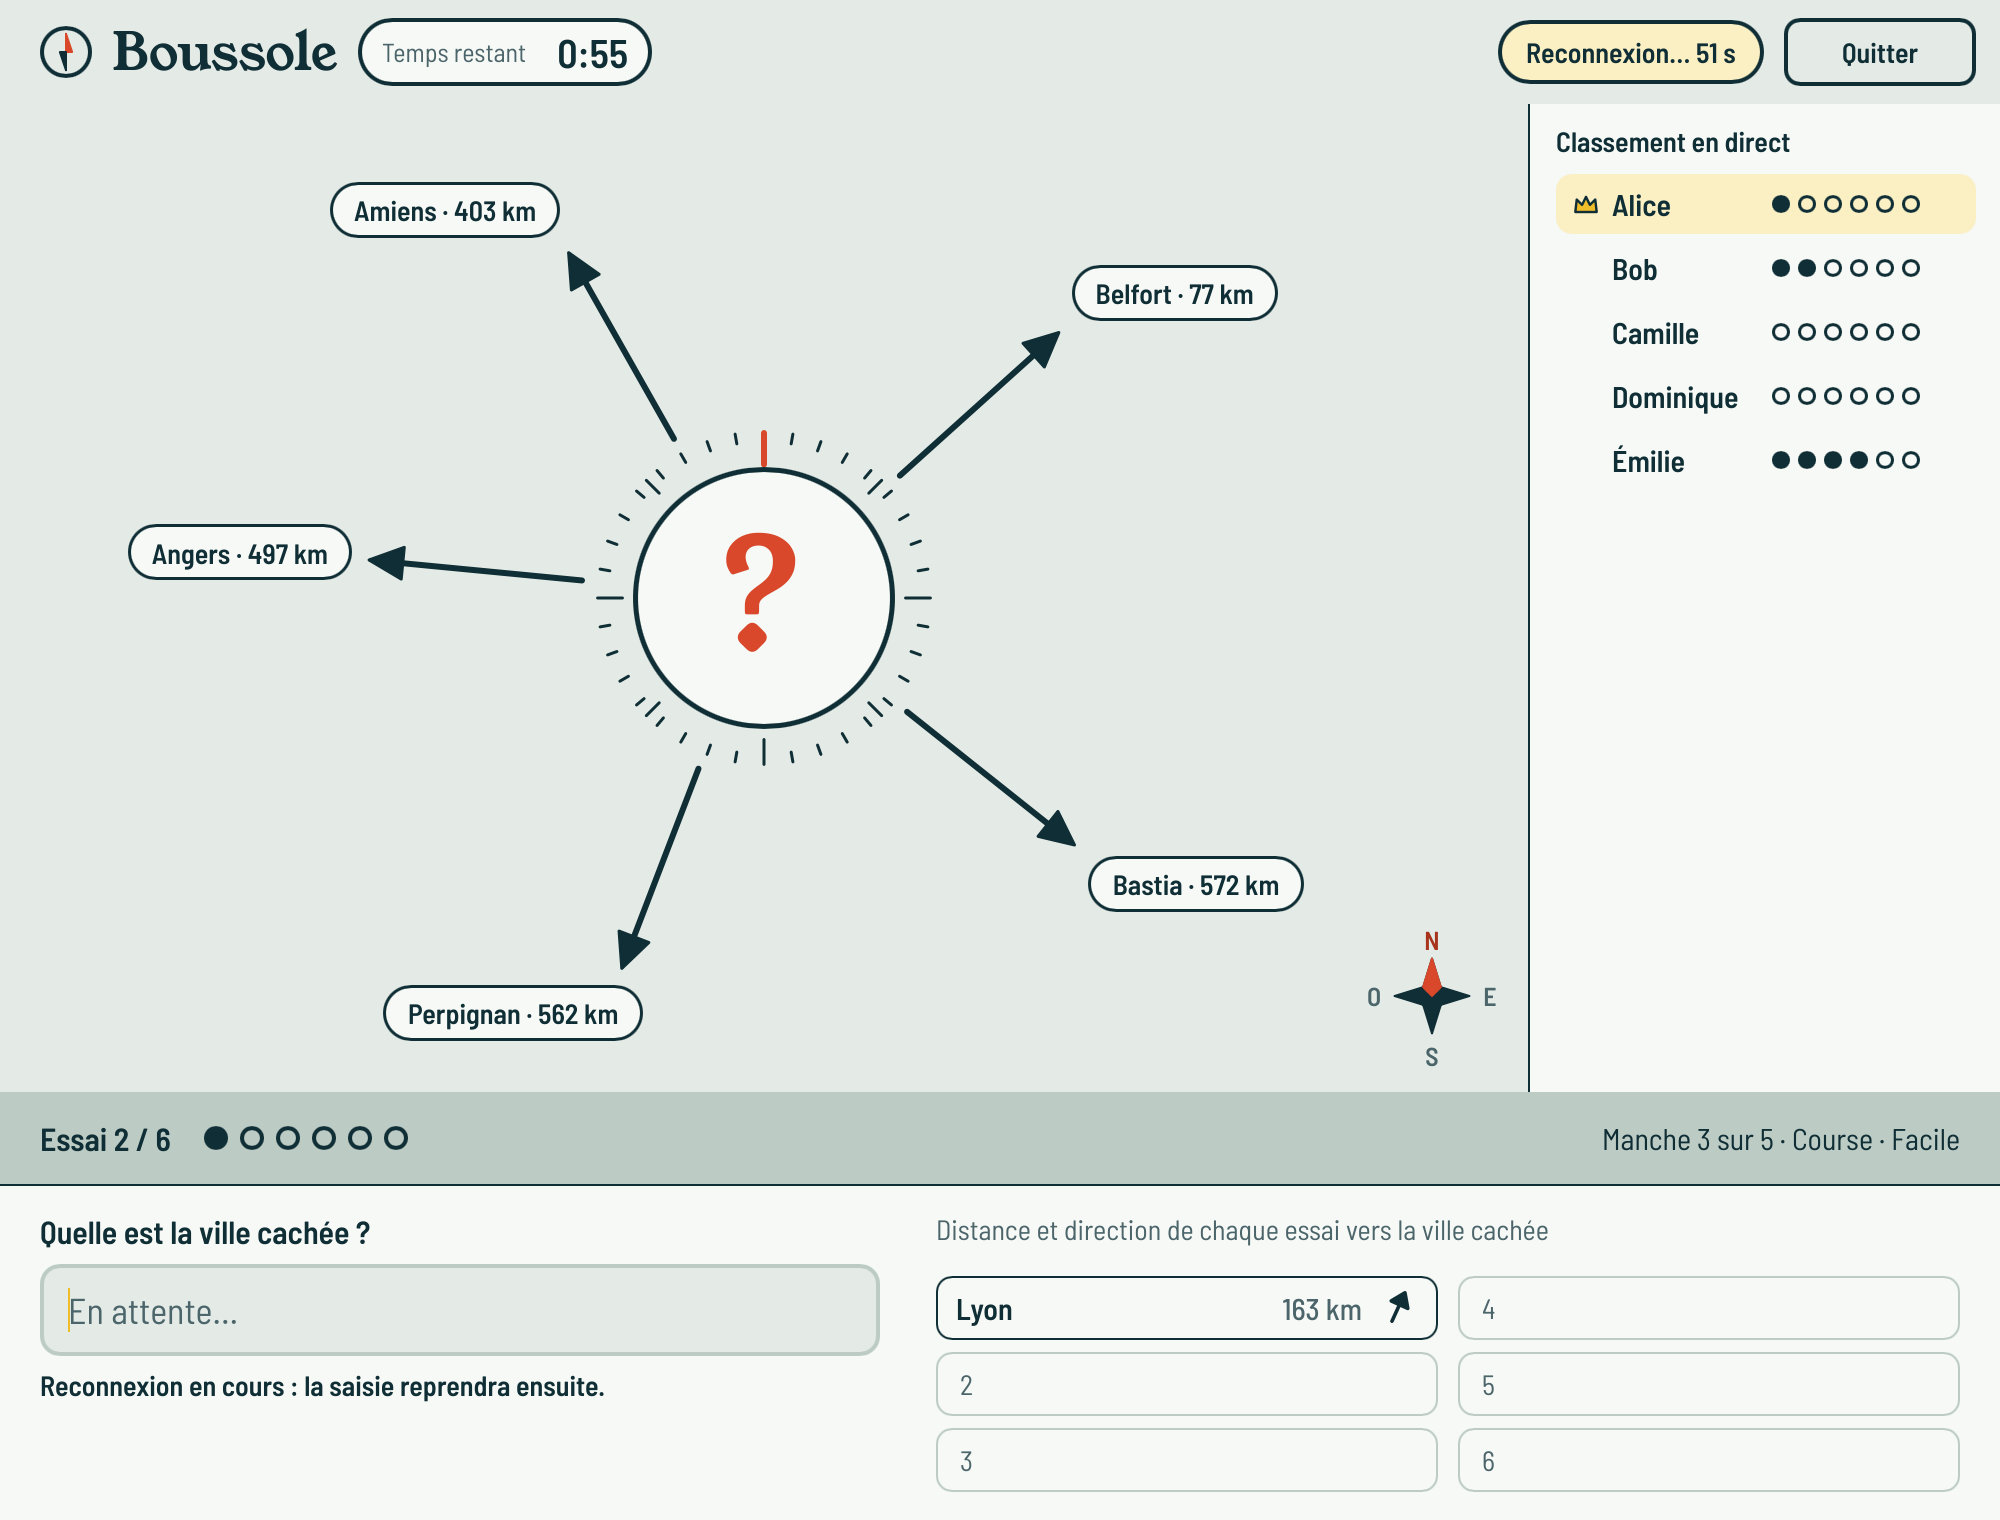 Boussole
Temps restant 0:55
Reconnexion... 51 s
Quitter
Amiens · 403 km
Belfort · 77 km
Angers · 497 km
?
Bastia · 572 km
Perpignan · 562 km
N
O E
S
Classement en direct
Alice
Bob
Camille
Dominique
Émilie
Essai 2 / 6
Manche 3 sur 5 · Course · Facile
Quelle est la ville cachée ?
En attente...
Reconnexion en cours : la saisie reprendra ensuite.
Distance et direction de chaque essai vers la ville cachée
Lyon 163 km
2
3
4
5
6